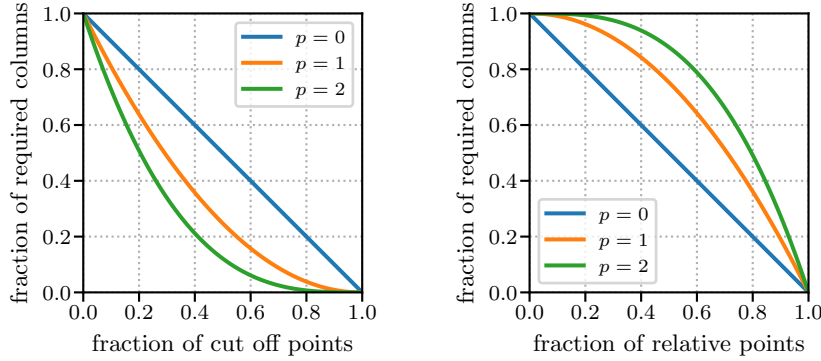 fraction of required columns
1.0
0.8
0.6
0.4
0.2
0.0
0.0 0.2 0.4 0.6 0.8 1.0
fraction of cut off points
p = 0
p = 1
p = 2
fraction of required columns
1.0
0.8
0.6
0.4
0.2
0.0
0.0 0.2 0.4 0.6 0.8 1.0
fraction of relative points
p = 0
p = 1
p = 2